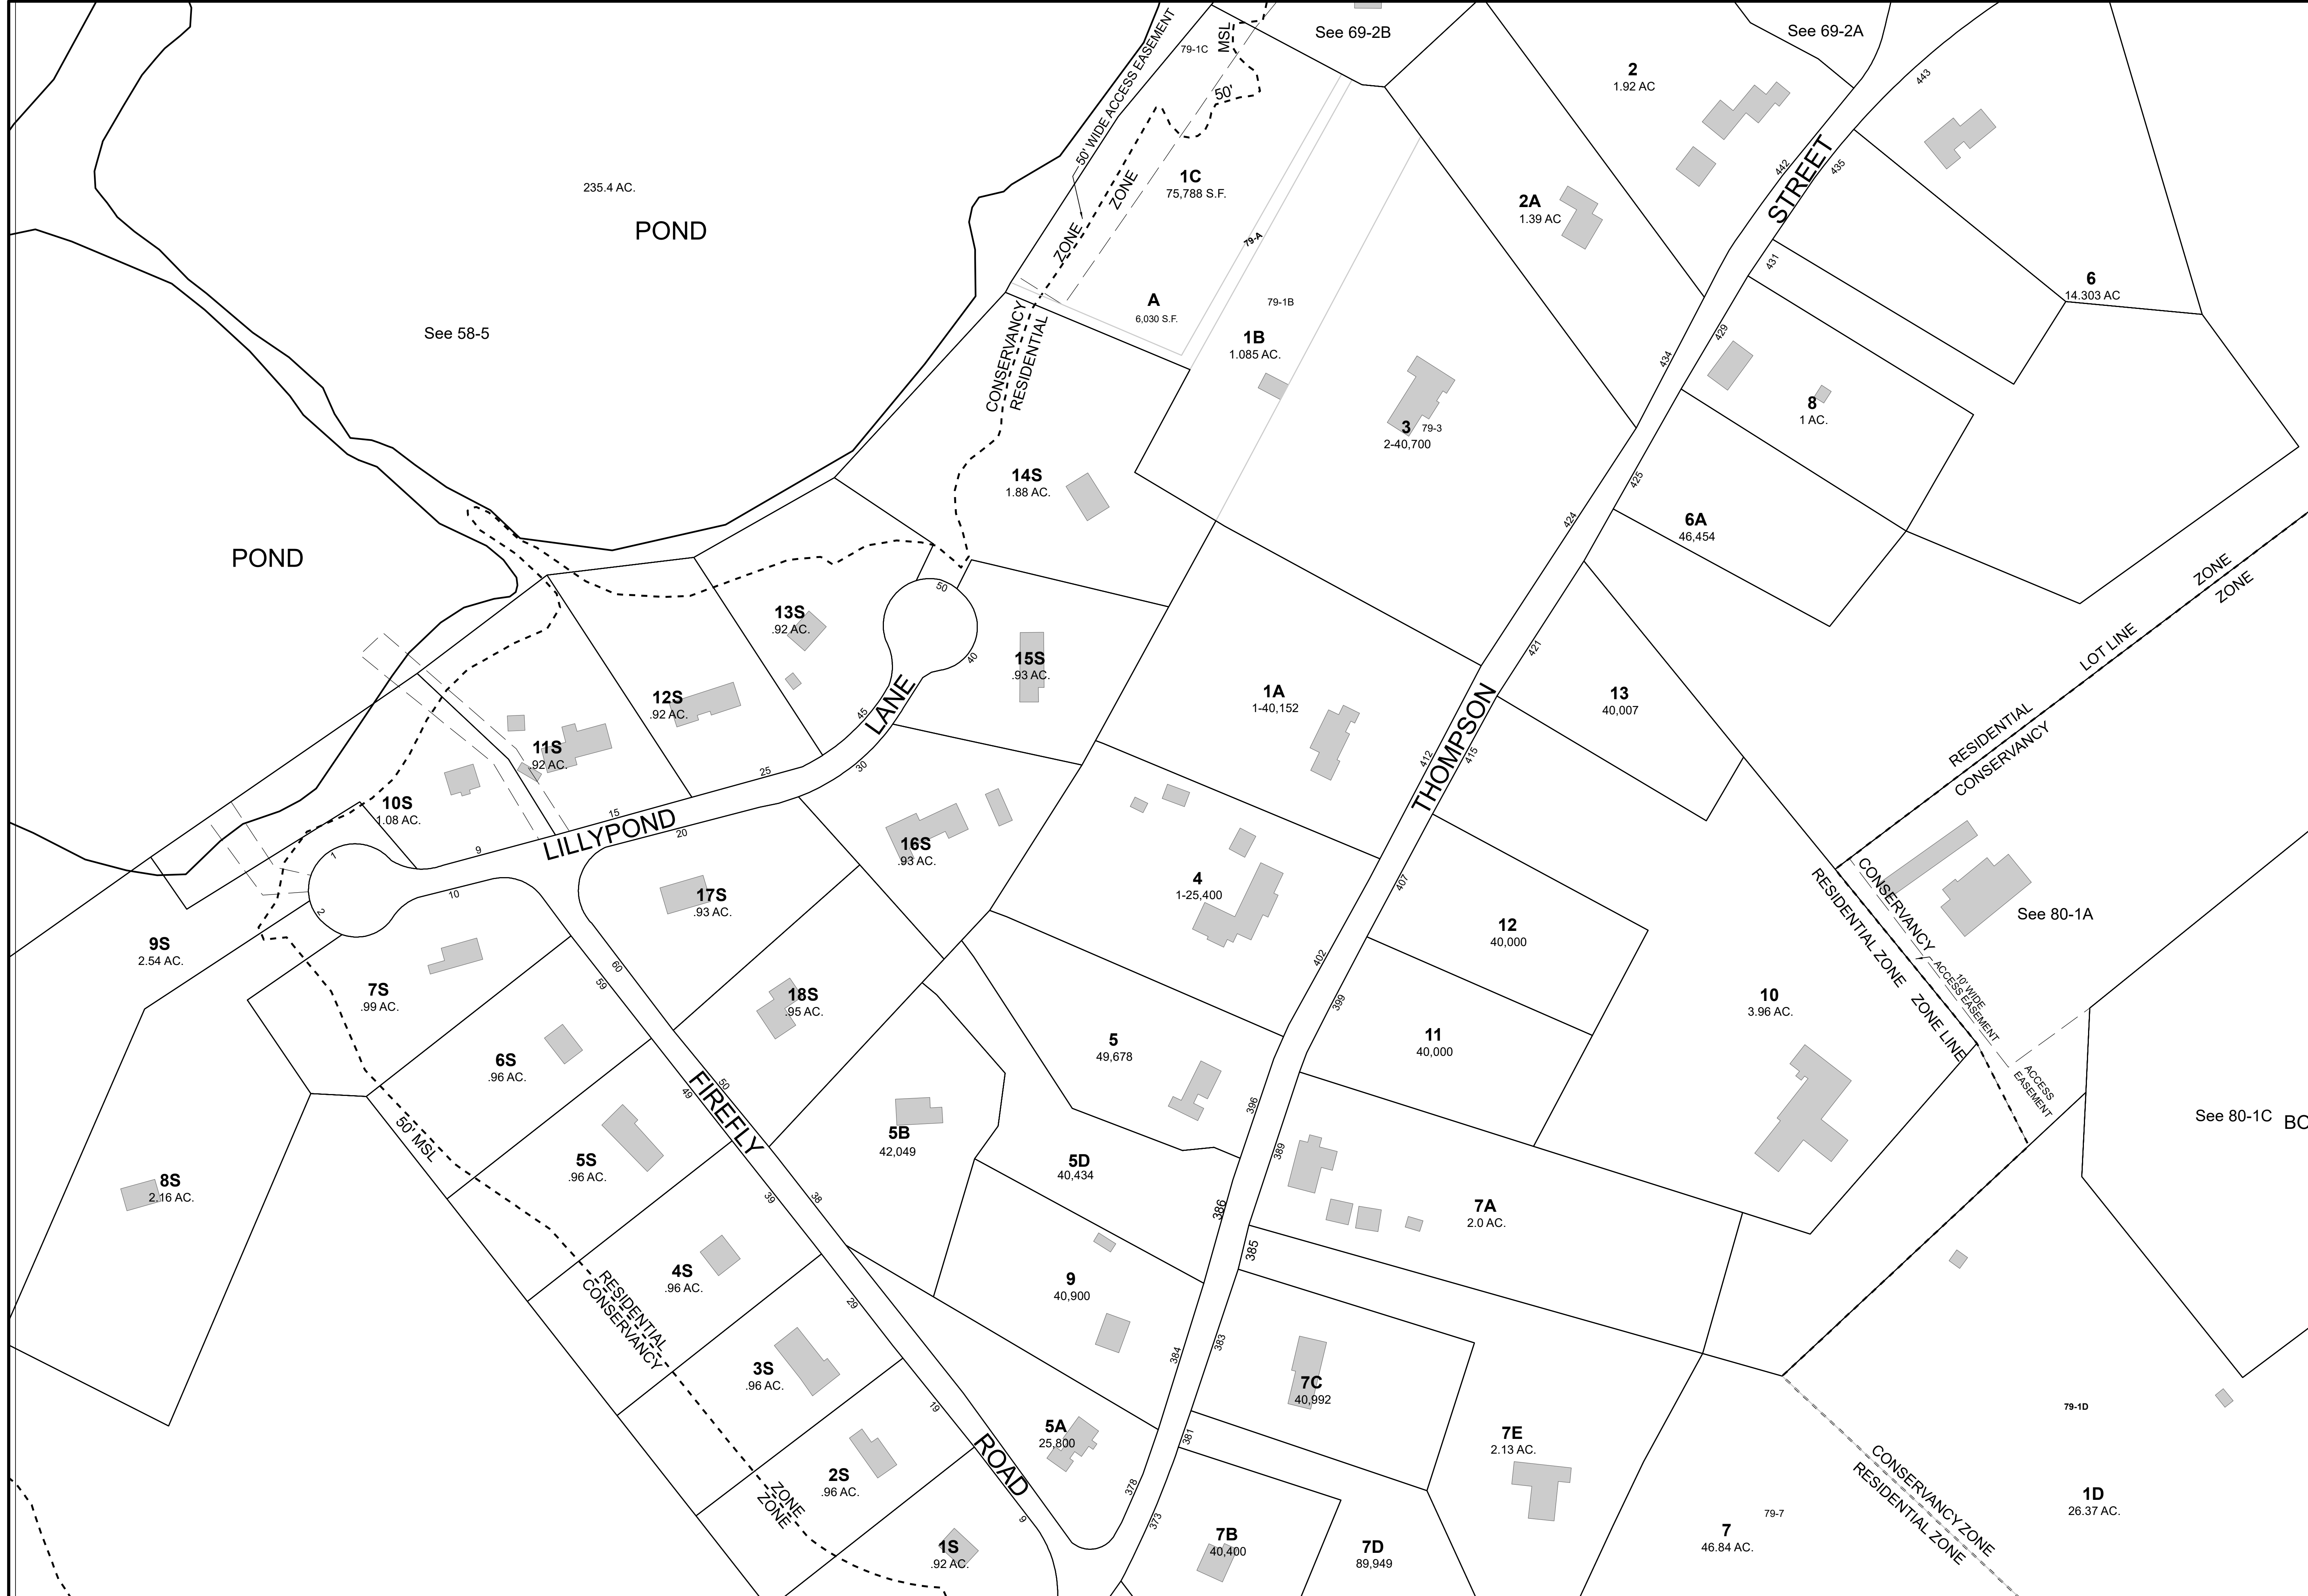 See 69-2B
See 69-2A
79-1C
MSL
50' WIDE ACCESS EASEMENT
50'
ZONE
ZONE
1C
75,788 S.F.
79-A
A
6,030 S.F.
79-1B
1B
1.085 AC.
2
1.92 AC
2A
1.39 AC
443
442
435
STREET
431
429
434
6
14.303 AC
8
1 AC.
3
79-3
2-40,700
235.4 AC.
POND
See 58-5
POND
CONSERVANCY
RESIDENTIAL
14S
1.88 AC.
425
424
6A
46,454
421
ZONE
ZONE
LOT LINE
RESIDENTIAL
CONSERVANCY
50
13S
.92 AC.
40
15S
.93 AC.
12S
.92 AC.
45
LANE
11S
.92 AC.
10S
1.08 AC.
25
30
15
LILLYPOND
20
9
1
10
2
1A
1-40,152
13
40,007
412
THOMPSON
415
16S
.93 AC.
17S
.93 AC.
4
1-25,400
407
12
40,000
402
399
11
40,000
10
3.96 AC.
CONSERVANCY
RESIDENTIAL ZONE
ZONE LINE
10' WIDE
ACCESS EASEMENT
ACCESS
EASEMENT
See 80-1A
See 80-1C
BO
9S
2.54 AC.
7S
.99 AC.
60
59
18S
.95 AC.
6S
.96 AC.
5
49,678
50
49
FIREFLY
396
389
5B
42,049
5D
40,434
50' MSL
5S
.96 AC.
8S
2.16 AC.
39
38
386
385
7A
2.0 AC.
4S
.96 AC.
RESIDENTIAL
CONSERVANCY
29
9
40,900
384
383
3S
.96 AC.
7C
40,992
19
5A
25,800
381
7E
2.13 AC.
79-1D
2S
.96 AC.
ROAD
378
373
ZONE
ZONE
9
1S
.92 AC.
7B
40,400
7D
89,949
79-7
7
46.84 AC.
CONSERVANCY ZONE
RESIDENTIAL ZONE
1D
26.37 AC.